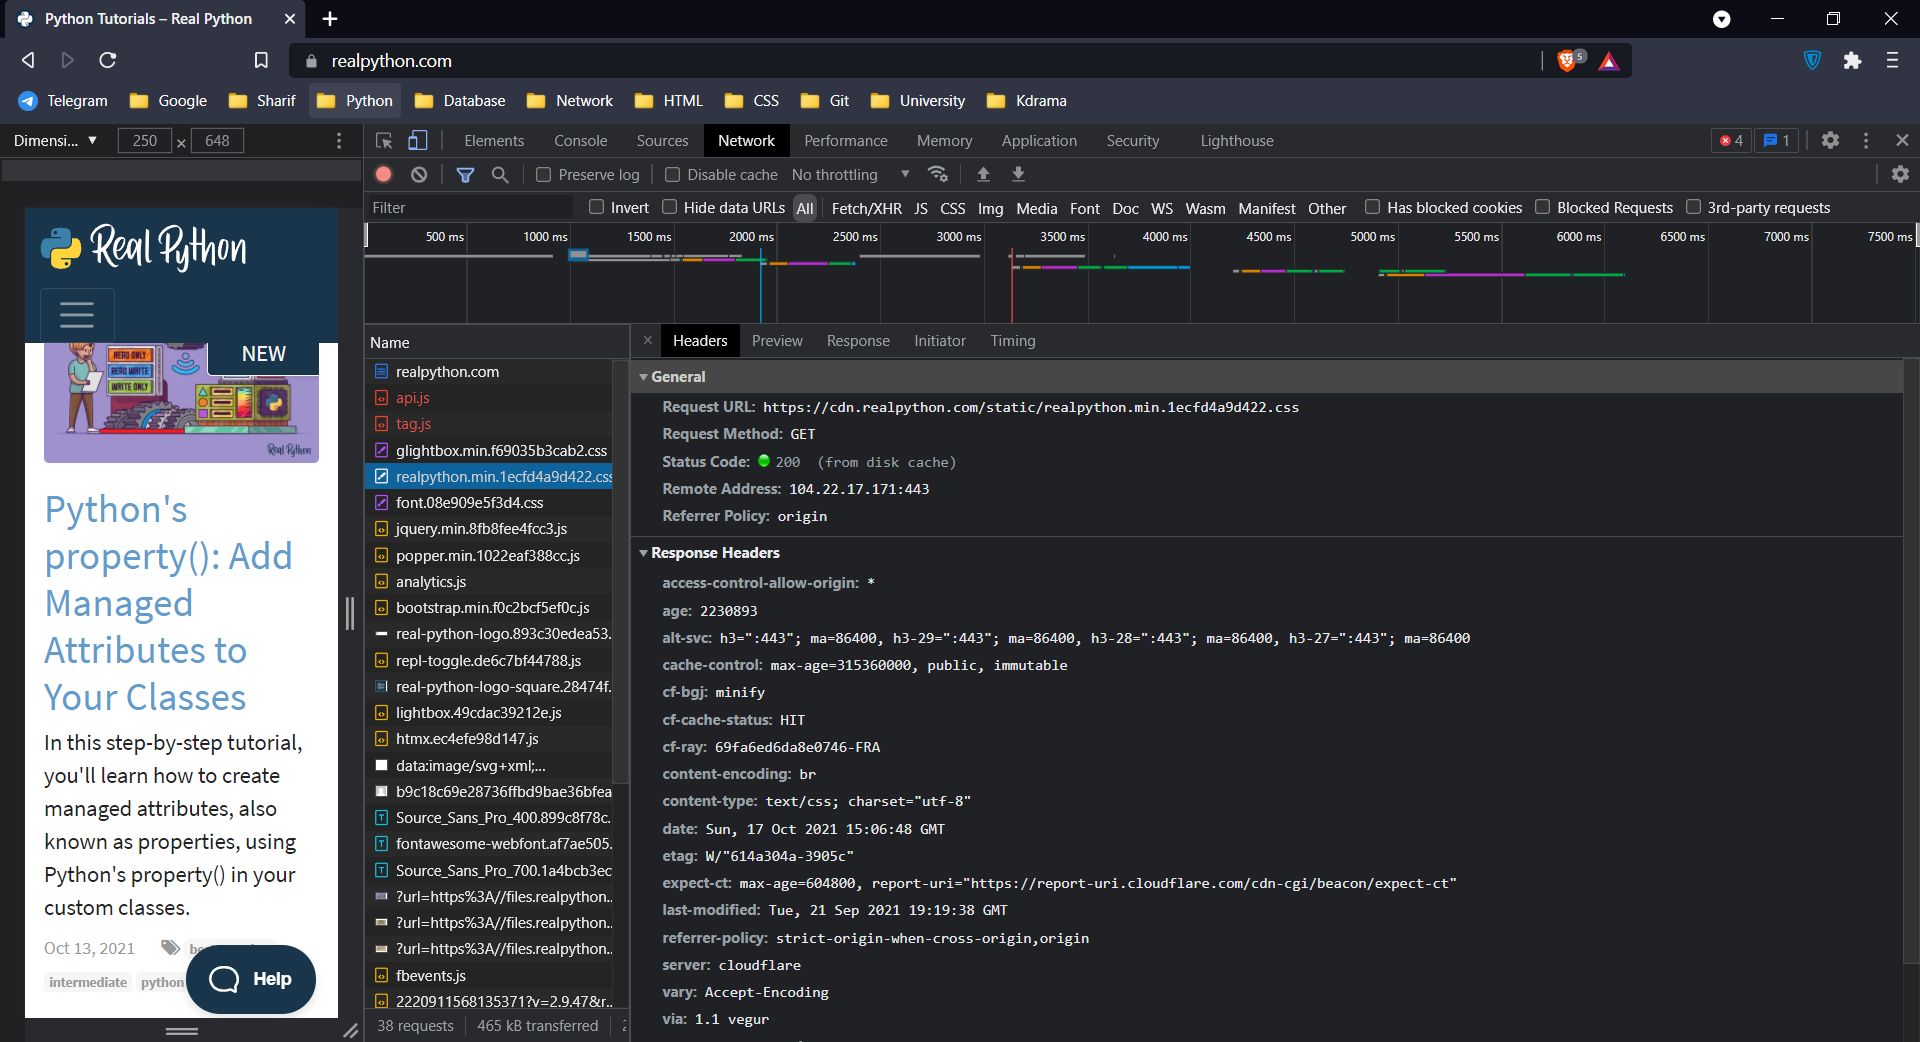 Python Tutorials – Real Python
realpython.com
5
Telegram Google Sharif Python Database Network HTML CSS Git University Kdrama
Dimensi... 250 × 648
Elements Console Sources Network Performance Memory Application Security Lighthouse 4 1
Preserve log Disable cache No throttling
Filter Invert Hide data URLs All Fetch/XHR JS CSS Img Media Font Doc WS Wasm Manifest Other Has blocked cookies Blocked Requests 3rd-party requests
500 ms 1000 ms 1500 ms 2000 ms 2500 ms 3000 ms 3500 ms 4000 ms 4500 ms 5000 ms 5500 ms 6000 ms 6500 ms 7000 ms 7500 ms
Real Python
NEW
READ ONLY
READ WRITE
WRITE ONLY
Real Python
Python's
property(): Add
Managed
Attributes to
Your Classes
In this step-by-step tutorial,
you'll learn how to create
managed attributes, also
known as properties, using
Python's property() in your
custom classes.
Oct 13, 2021
intermediate python
Help
Name
realpython.com
api.js
tag.js
glightbox.min.f69035b3cab2.css
realpython.min.1ecfd4a9d422.css
font.08e909e5f3d4.css
jquery.min.8fb8fee4fcc3.js
popper.min.1022eaf388cc.js
analytics.js
bootstrap.min.f0c2bcf5ef0c.js
real-python-logo.893c30edea53.
repl-toggle.de6c7bf44788.js
real-python-logo-square.28474f.
lightbox.49cdac39212e.js
htmx.ec4efe98d147.js
data:image/svg+xml;...
b9c18c69e28736ffbd9bae36bfea
Source_Sans_Pro_400.899c8f78c.
fontawesome-webfont.af7ae505.
Source_Sans_Pro_700.1a4bcb3ec
?url=https%3A//files.realpython..
?url=https%3A//files.realpython..
?url=https%3A//files.realpython..
fbevents.js
2220911568135371?v=2.9.47&r..
38 requests 465 kB transferred
Headers Preview Response Initiator Timing
General
Request URL: https://cdn.realpython.com/static/realpython.min.1ecfd4a9d422.css
Request Method: GET
Status Code: 200 (from disk cache)
Remote Address: 104.22.17.171:443
Referrer Policy: origin
Response Headers
access-control-allow-origin: *
age: 2230893
alt-svc: h3=":443"; ma=86400, h3-29=":443"; ma=86400, h3-28=":443"; ma=86400, h3-27=":443"; ma=86400
cache-control: max-age=315360000, public, immutable
cf-bgj: minify
cf-cache-status: HIT
cf-ray: 69fa6ed6da8e0746-FRA
content-encoding: br
content-type: text/css; charset="utf-8"
date: Sun, 17 Oct 2021 15:06:48 GMT
etag: W/"614a304a-3905c"
expect-ct: max-age=604800, report-uri="https://report-uri.cloudflare.com/cdn-cgi/beacon/expect-ct"
last-modified: Tue, 21 Sep 2021 19:19:38 GMT
referrer-policy: strict-origin-when-cross-origin,origin
server: cloudflare
vary: Accept-Encoding
via: 1.1 vegur